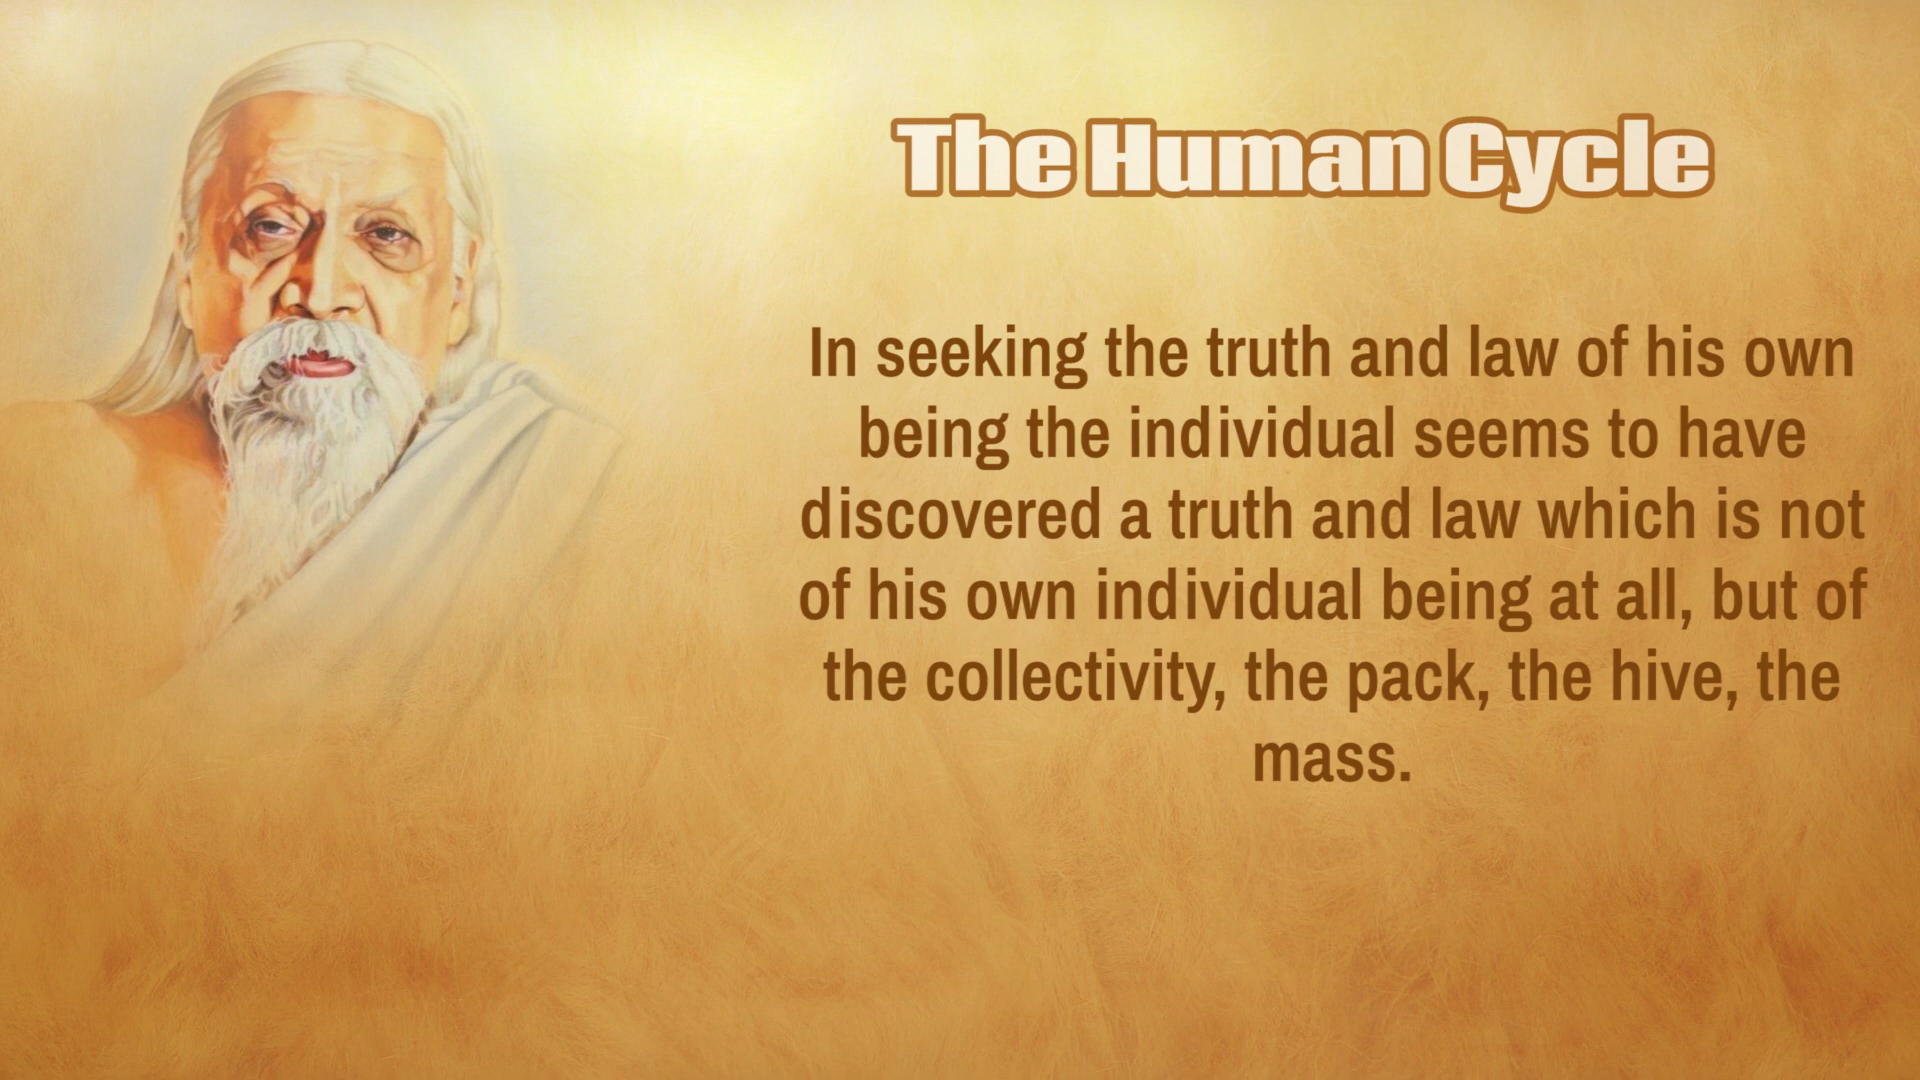 The Human Cycle
In seeking the truth and law of his own
being the individual seems to have
discovered a truth and law which is not
of his own individual being at all, but of
the collectivity, the pack, the hive, the
mass.